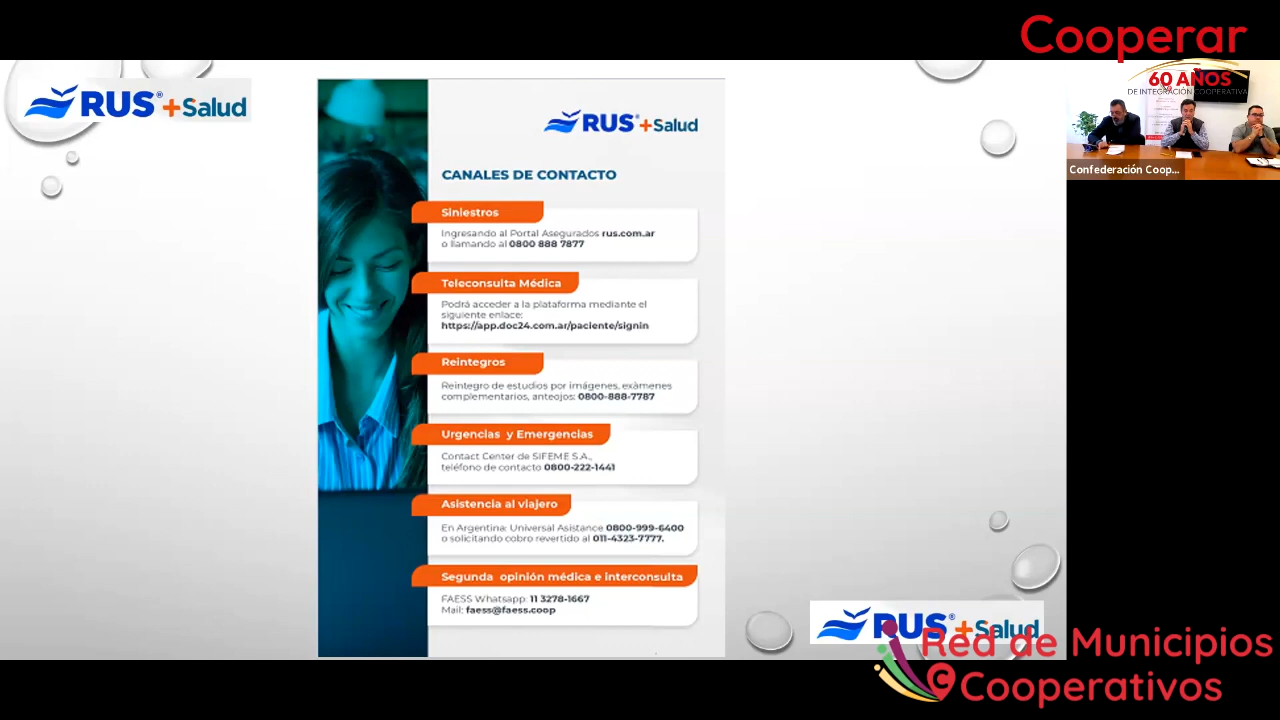 Cooperar
60 AÑOS
DE INTEGRACIÓN COOPERATIVA
Confederación Coop...
RUS® +Salud
RUS® +Salud
CANALES DE CONTACTO
Siniestros
Ingresando al Portal Asegurados rus.com.ar
o llamando al 0800 888 7877
Teleconsulta Médica
Podrá acceder a la plataforma mediante el
siguiente enlace:
https://app.doc24.com.ar/paciente/signin
Reintegros
Reintegro de estudios por imágenes, exàmenes
complementarios, anteojos: 0800-888-7787
Urgencias y Emergencias
Contact Center de SIFEME S.A.,
teléfono de contacto 0800-222-1441
Asistencia al viajero
En Argentina: Universal Asistance 0800-999-6400
o solicitando cobro revertido al 011-4323-7777.
Segunda opinión médica e interconsulta
FAESS Whatsapp: 11 3278-1667
Mail: faess@faess.coop
RUS® +Salud
Red de Municipios
Cooperativos